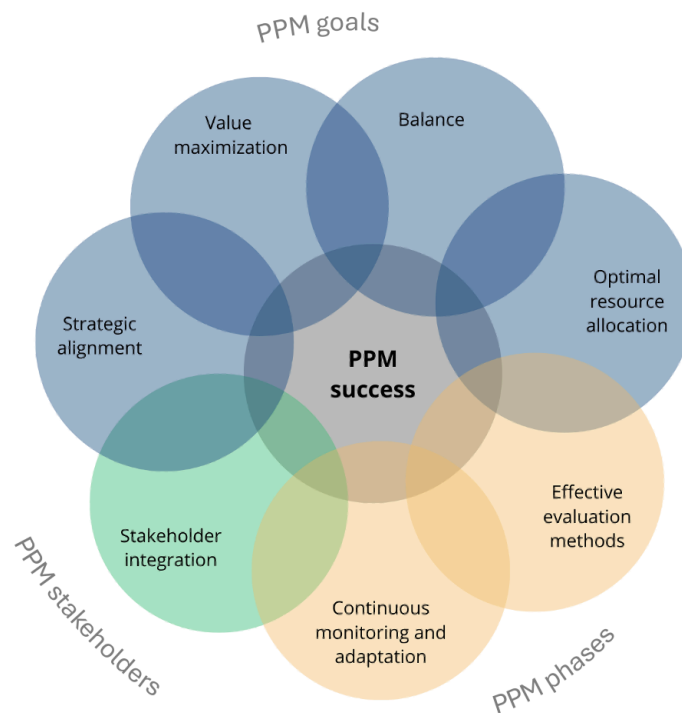 PPM goals
Value
maximization
Balance
Optimal
resource
allocation
Strategic
alignment
PPM
success
Effective
evaluation
methods
Stakeholder
integration
Continuous
monitoring and
adaptation
PPM stakeholders
PPM phases